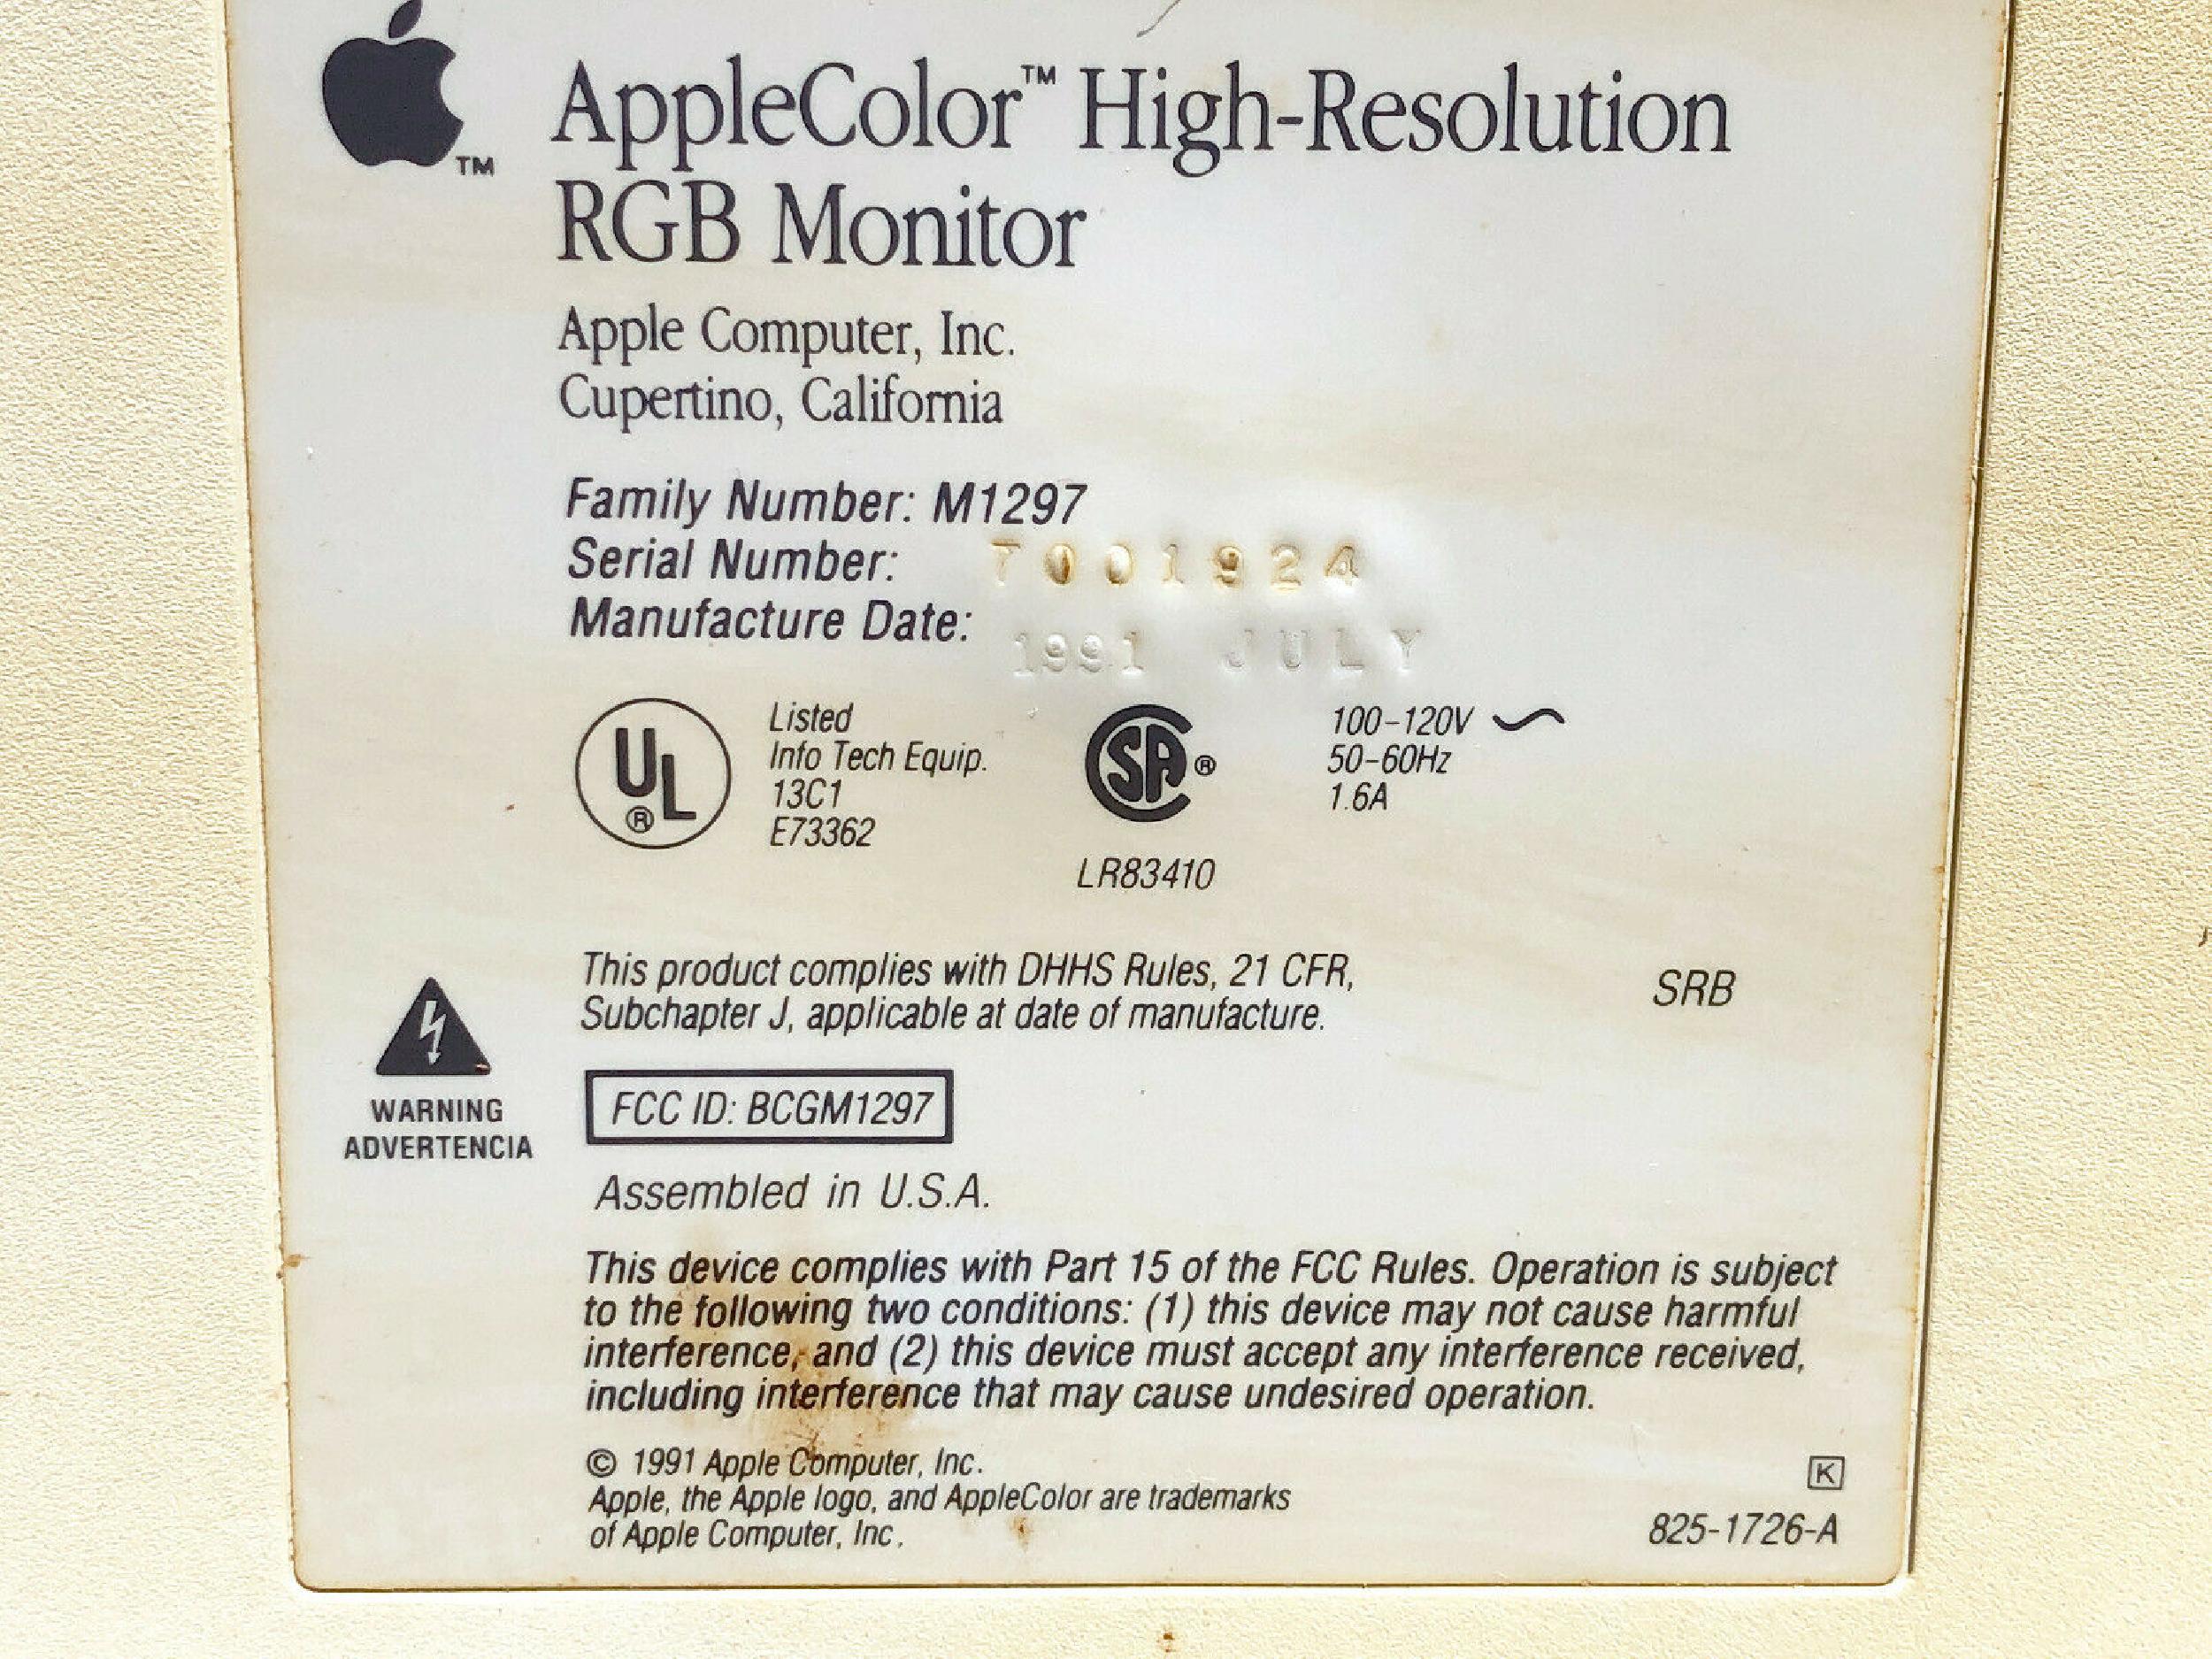 AppleColor™ High-Resolution
RGB Monitor
™
Apple Computer, Inc.
Cupertino, California
Family Number: M1297
Serial Number: 7001924
Manufacture Date: 1991 JULY
UL ®
Listed
Info Tech Equip.
13C1
E73362
SA ®
LR83410
100-120V
50-60Hz
1.6A
This product complies with DHHS Rules, 21 CFR,
Subchapter J, applicable at date of manufacture.
SRB
WARNING
ADVERTENCIA
FCC ID: BCGM1297
Assembled in U.S.A.
This device complies with Part 15 of the FCC Rules. Operation is subject
to the following two conditions: (1) this device may not cause harmful
interference, and (2) this device must accept any interference received,
including interference that may cause undesired operation.
© 1991 Apple Computer, Inc.
Apple, the Apple logo, and AppleColor are trademarks
of Apple Computer, Inc.
K
825-1726-A